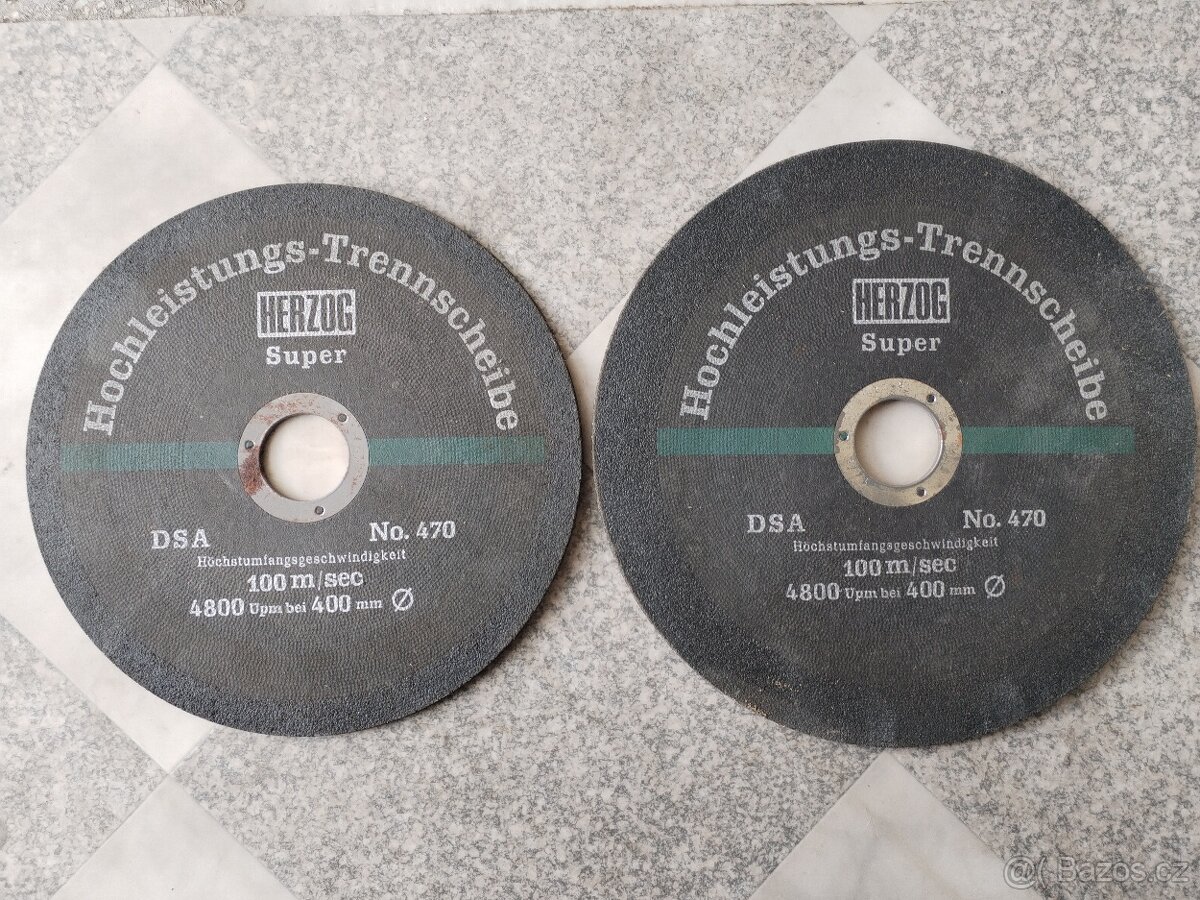 Hochleistungs-Trennscheibe
HERZOG
Super
DSA No. 470
Höchstumfangsgeschwindigkeit
100 m/sec
4800 Upm bei 400 mm Ø
Hochleistungs-Trennscheibe
HERZOG
Super
DSA No. 470
Höchstumfangsgeschwindigkeit
100 m/sec
4800 Upm bei 400 mm Ø
Bazos.cz